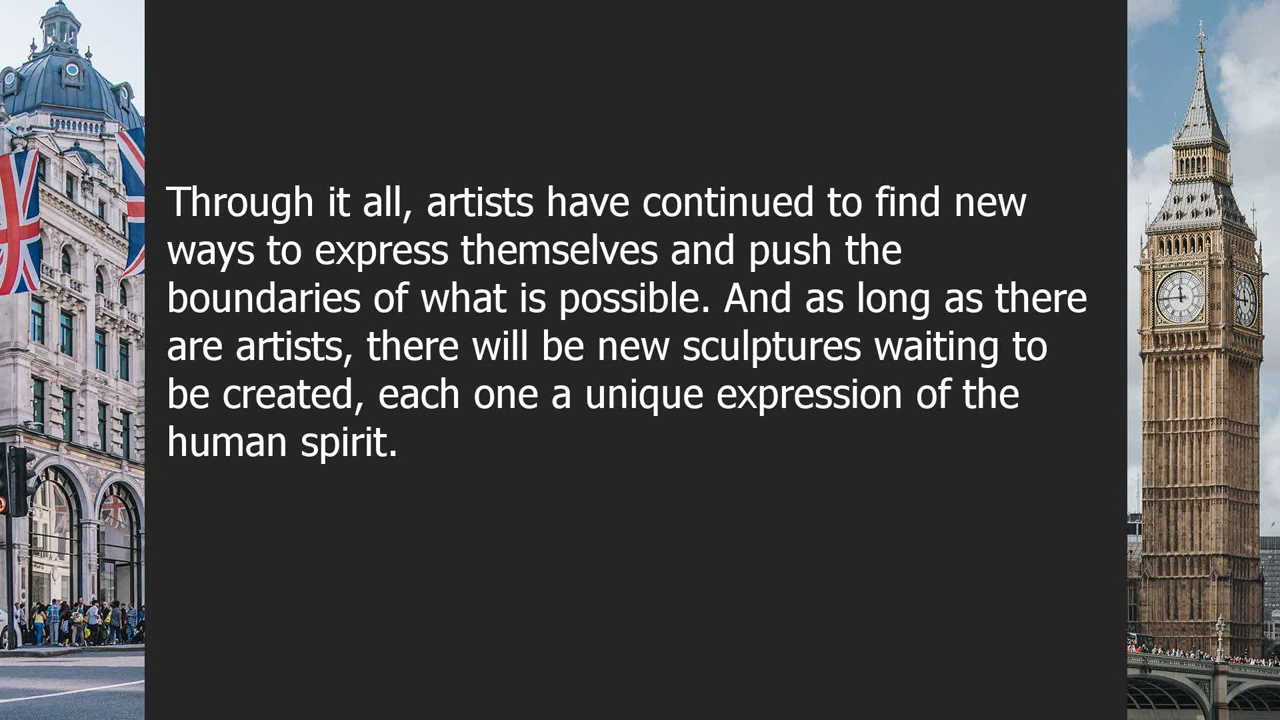 Through it all, artists have continued to find new
ways to express themselves and push the
boundaries of what is possible. And as long as there
are artists, there will be new sculptures waiting to
be created, each one a unique expression of the
human spirit.